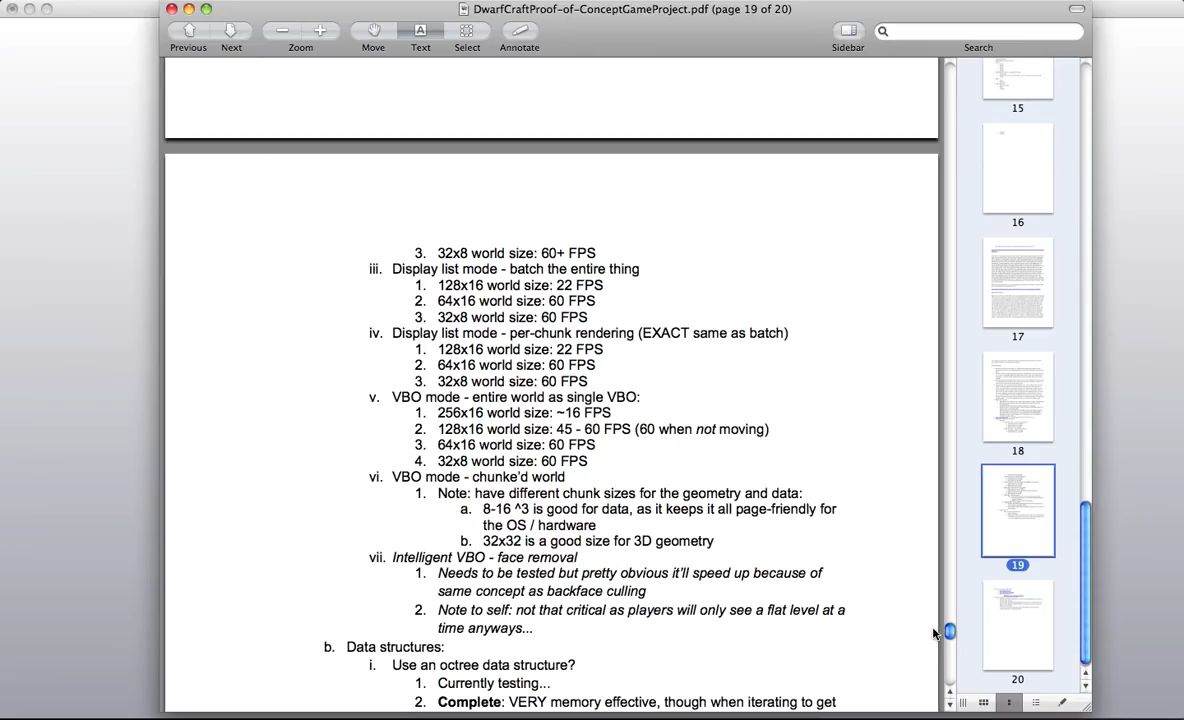 DwarfCraftProof-of-ConceptGameProject.pdf (page 19 of 20)
Previous Next Zoom Move Text Select Annotate Sidebar Search
3. 32x8 world size: 60+ FPS
iii. Display list mode - batch the entire thing
1. 128x16 world size: 22 FPS
2. 64x16 world size: 60 FPS
3. 32x8 world size: 60 FPS
iv. Display list mode - per-chunk rendering (EXACT same as batch)
1. 128x16 world size: 22 FPS
2. 64x16 world size: 60 FPS
3. 32x8 world size: 60 FPS
v. VBO mode - entire world as single VBO:
1. 256x16 world size: ~16 FPS
2. 128x16 world size: 45 - 60 FPS (60 when not moving)
3. 64x16 world size: 60 FPS
4. 32x8 world size: 60 FPS
vi. VBO mode - chunke'd world
1. Note: have different chunk sizes for the geometry and data:
a. 8-16 ^3 is good for data, as it keeps it all page-friendly for
the OS / hardware
b. 32x32 is a good size for 3D geometry
vii. Intelligent VBO - face removal
1. Needs to be tested but pretty obvious it'll speed up because of
same concept as backface culling
2. Note to self: not that critical as players will only see a flat level at a
time anyways...
b. Data structures:
i. Use an octree data structure?
1. Currently testing...
2. Complete: VERY memory effective, though when iterating to get
15
16
17
18
19
20